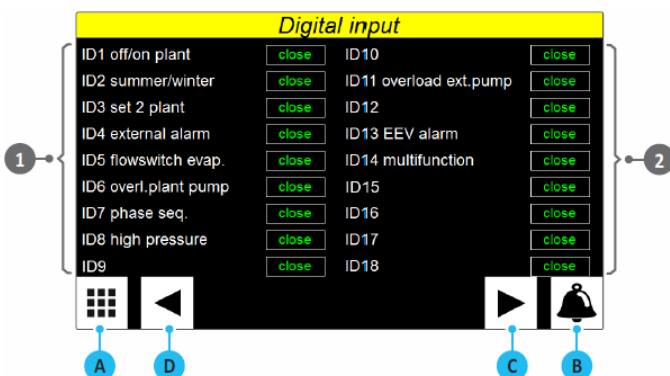 Digital input
ID1 off/on plant close ID10 close
ID2 summer/winter close ID11 overload ext.pump close
ID3 set 2 plant close ID12 close
ID4 external alarm close ID13 EEV alarm close
1 ID5 flowswitch evap. close ID14 multifunction close 2
ID6 overl.plant pump close ID15 close
ID7 phase seq. close ID16 close
ID8 high pressure close ID17 close
ID9 close ID18 close
A D C B